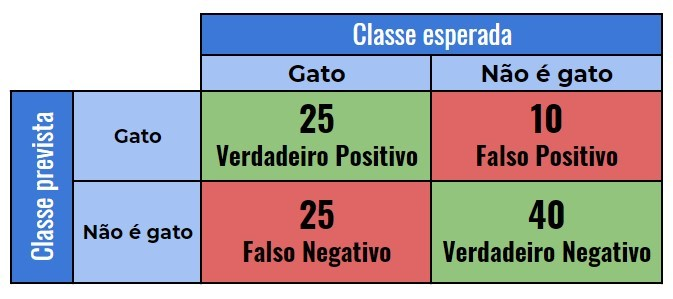 Classe esperada
Gato
Não é gato
Classe prevista
Gato
25
Verdadeiro Positivo
10
Falso Positivo
Não é gato
25
Falso Negativo
40
Verdadeiro Negativo